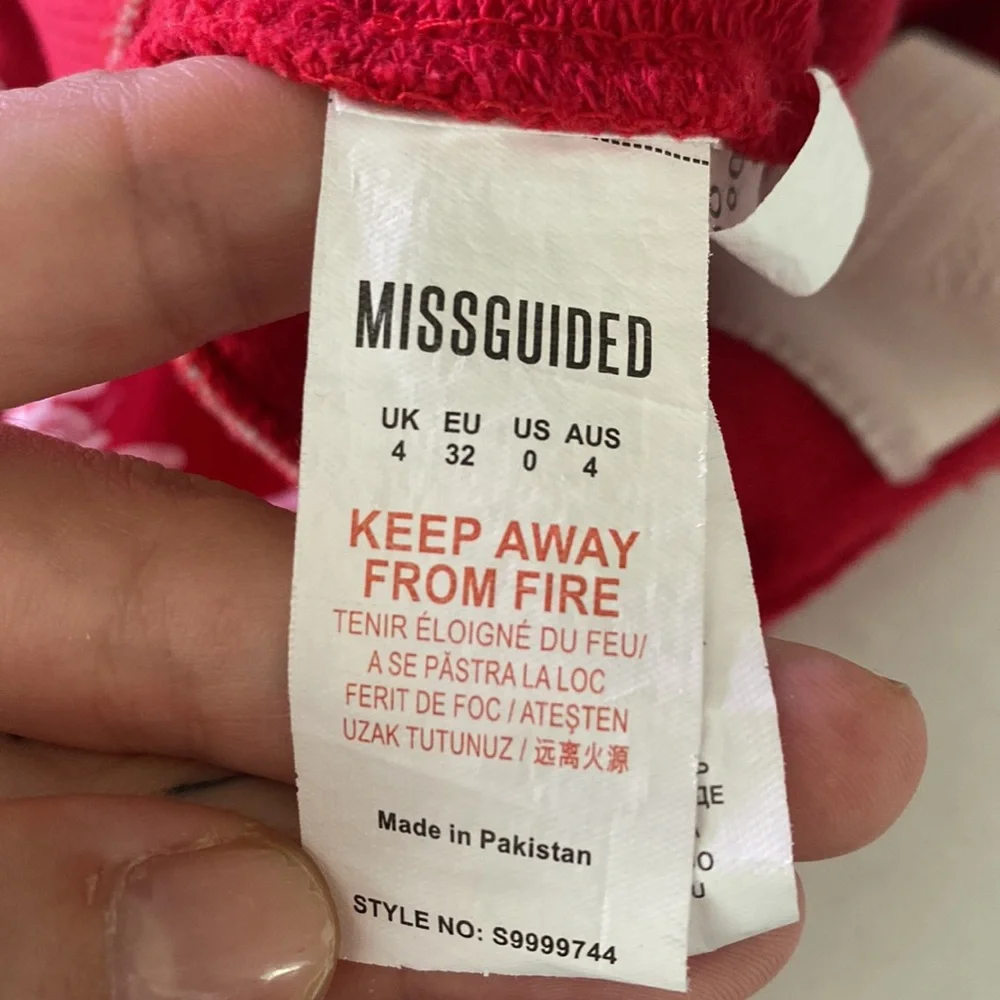 MISSGUIDED
UK EU US AUS
4 32 0 4
KEEP AWAY
FROM FIRE
TENIR ÉLOIGNÉ DU FEU/
A SE PĂSTRA LA LOC
FERIT DE FOC / ATEŞTEN
UZAK TUTUNUZ / 远离火源
Made in Pakistan
STYLE NO: S9999744